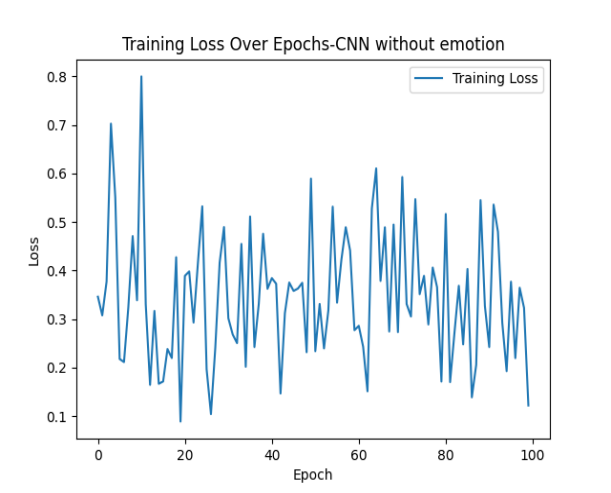 Training Loss Over Epochs-CNN without emotion
Training Loss
0.8
0.7
0.6
0.5
0.4
0.3
0.2
0.1
Loss
0 20 40 60 80 100
Epoch